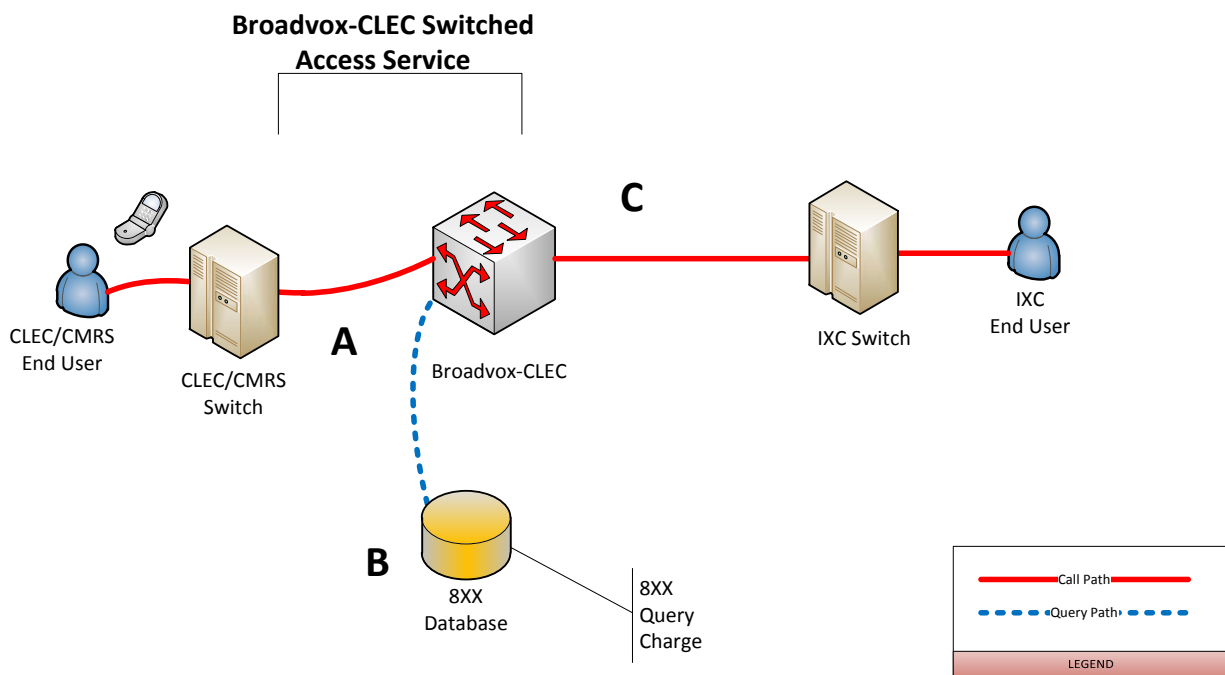 Broadvox-CLEC Switched
Access Service
C
A
CLEC/CMRS
End User
CLEC/CMRS
Switch
Broadvox-CLEC
IXC Switch
IXC
End User
B
8XX
Database
8XX
Query
Charge
Call Path
Query Path
LEGEND